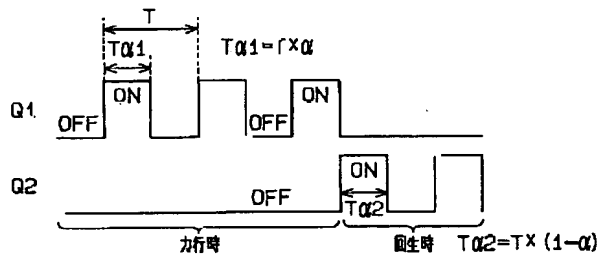 T
Tα1
Tα1=T×α
Q1
OFF
ON
OFF
ON
Q2
OFF
ON
Tα2
力行時
回生時
Tα2=T×(1-α)